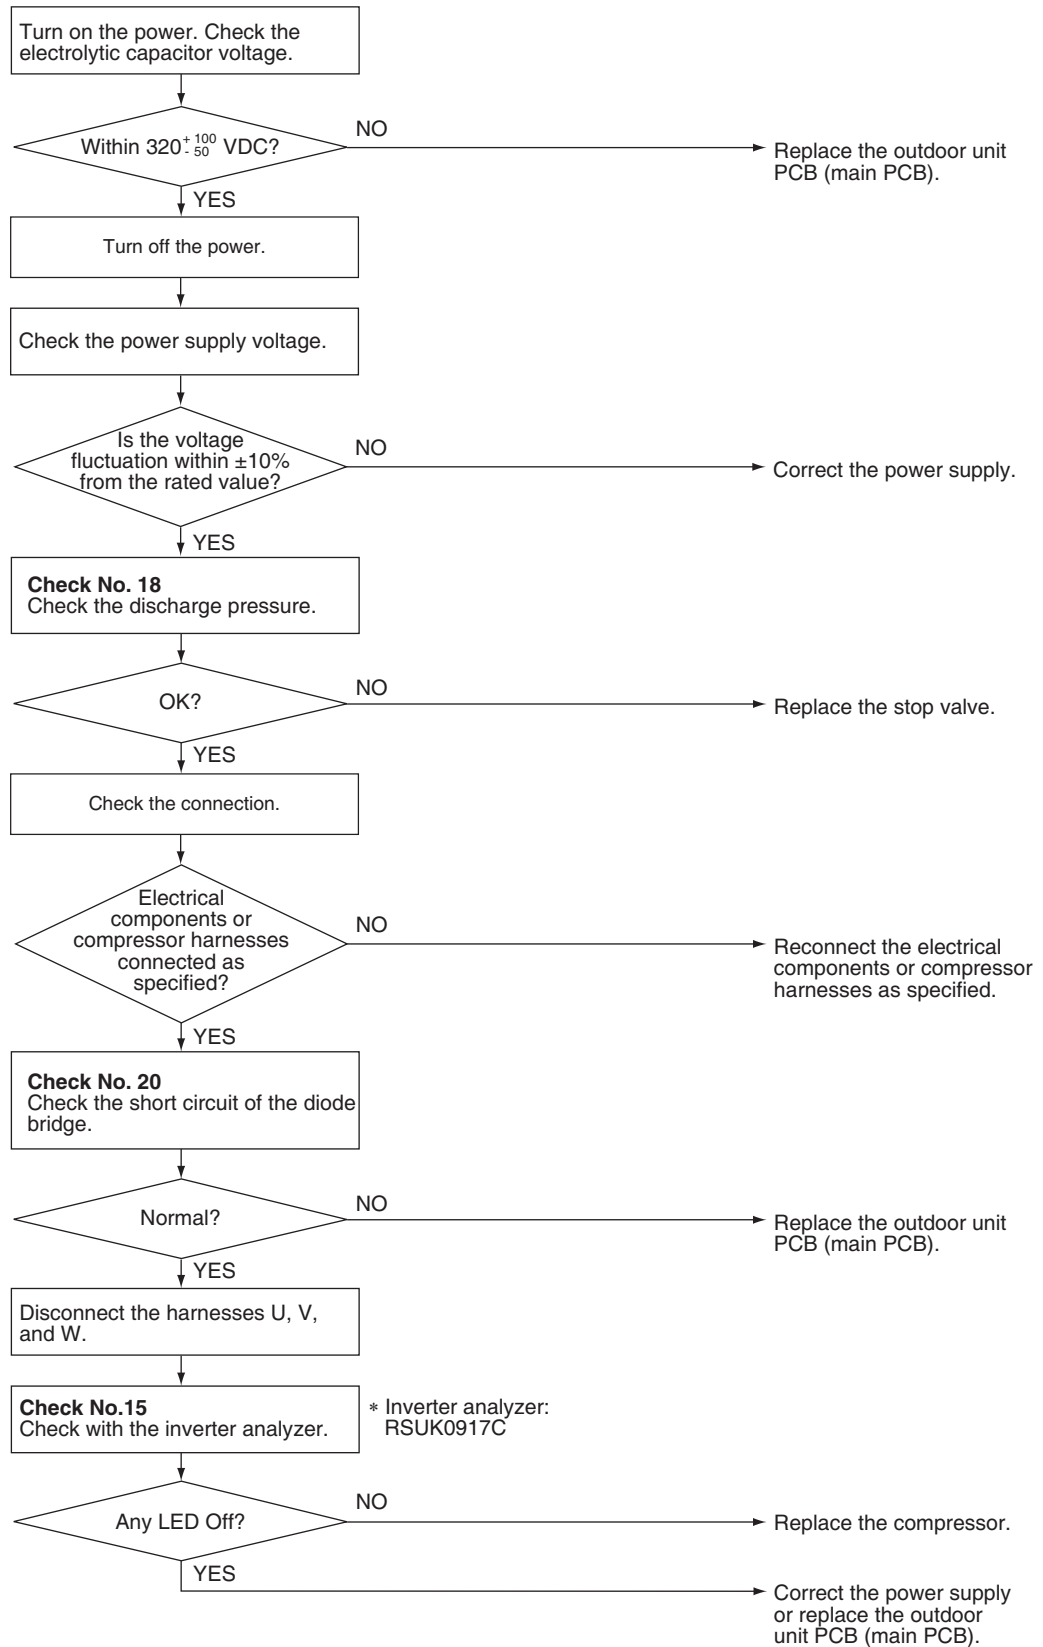 Turn on the power. Check the
electrolytic capacitor voltage.
Within 320 + 100 - 50 VDC?
NO
Replace the outdoor unit
PCB (main PCB).
YES
Turn off the power.
Check the power supply voltage.
Is the voltage
fluctuation within ±10%
from the rated value?
NO
Correct the power supply.
YES
Check No. 18
Check the discharge pressure.
OK?
NO
Replace the stop valve.
YES
Check the connection.
Electrical
components or
compressor harnesses
connected as
specified?
NO
Reconnect the electrical
components or compressor
harnesses as specified.
YES
Check No. 20
Check the short circuit of the diode
bridge.
Normal?
NO
Replace the outdoor unit
PCB (main PCB).
YES
Disconnect the harnesses U, V,
and W.
Check No.15
Check with the inverter analyzer.
* Inverter analyzer:
RSUK0917C
Any LED Off?
NO
Replace the compressor.
YES
Correct the power supply
or replace the outdoor
unit PCB (main PCB).